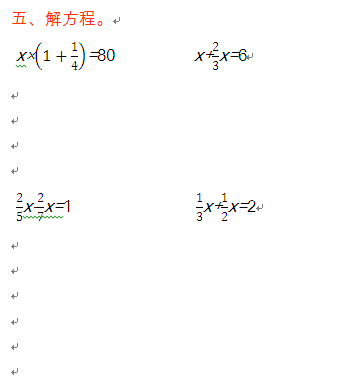 五、解方程。
x×(1+1/4)=80 x+2/3x=6
2/5x-2/7x=1 1/3x+1/2x=2